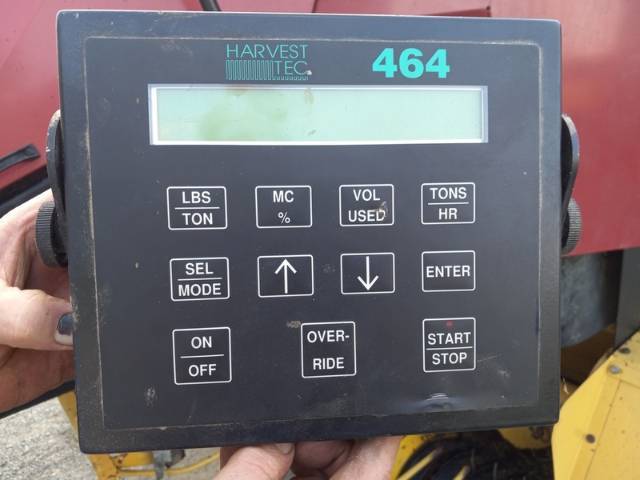 HARVEST
TEC.
464
LBS
TON
MC
%
VOL
USED
TONS
HR
SEL
MODE
ENTER
ON
OFF
OVER-
RIDE
START
STOP